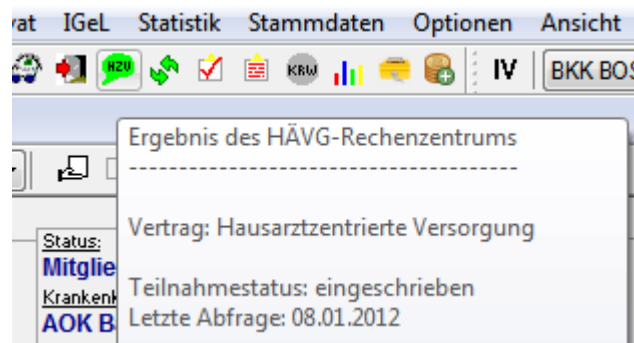 vat IGeL Statistik Stammdaten Optionen Ansicht
HZV KBW IV BKK BOS
Ergebnis des HÄVG-Rechenzentrums
---------------------------------------
Vertrag: Hausarztzentrierte Versorgung
Status:
Mitglie
Teilnahmestatus: eingeschrieben
Krankenk
Letzte Abfrage: 08.01.2012
AOK B